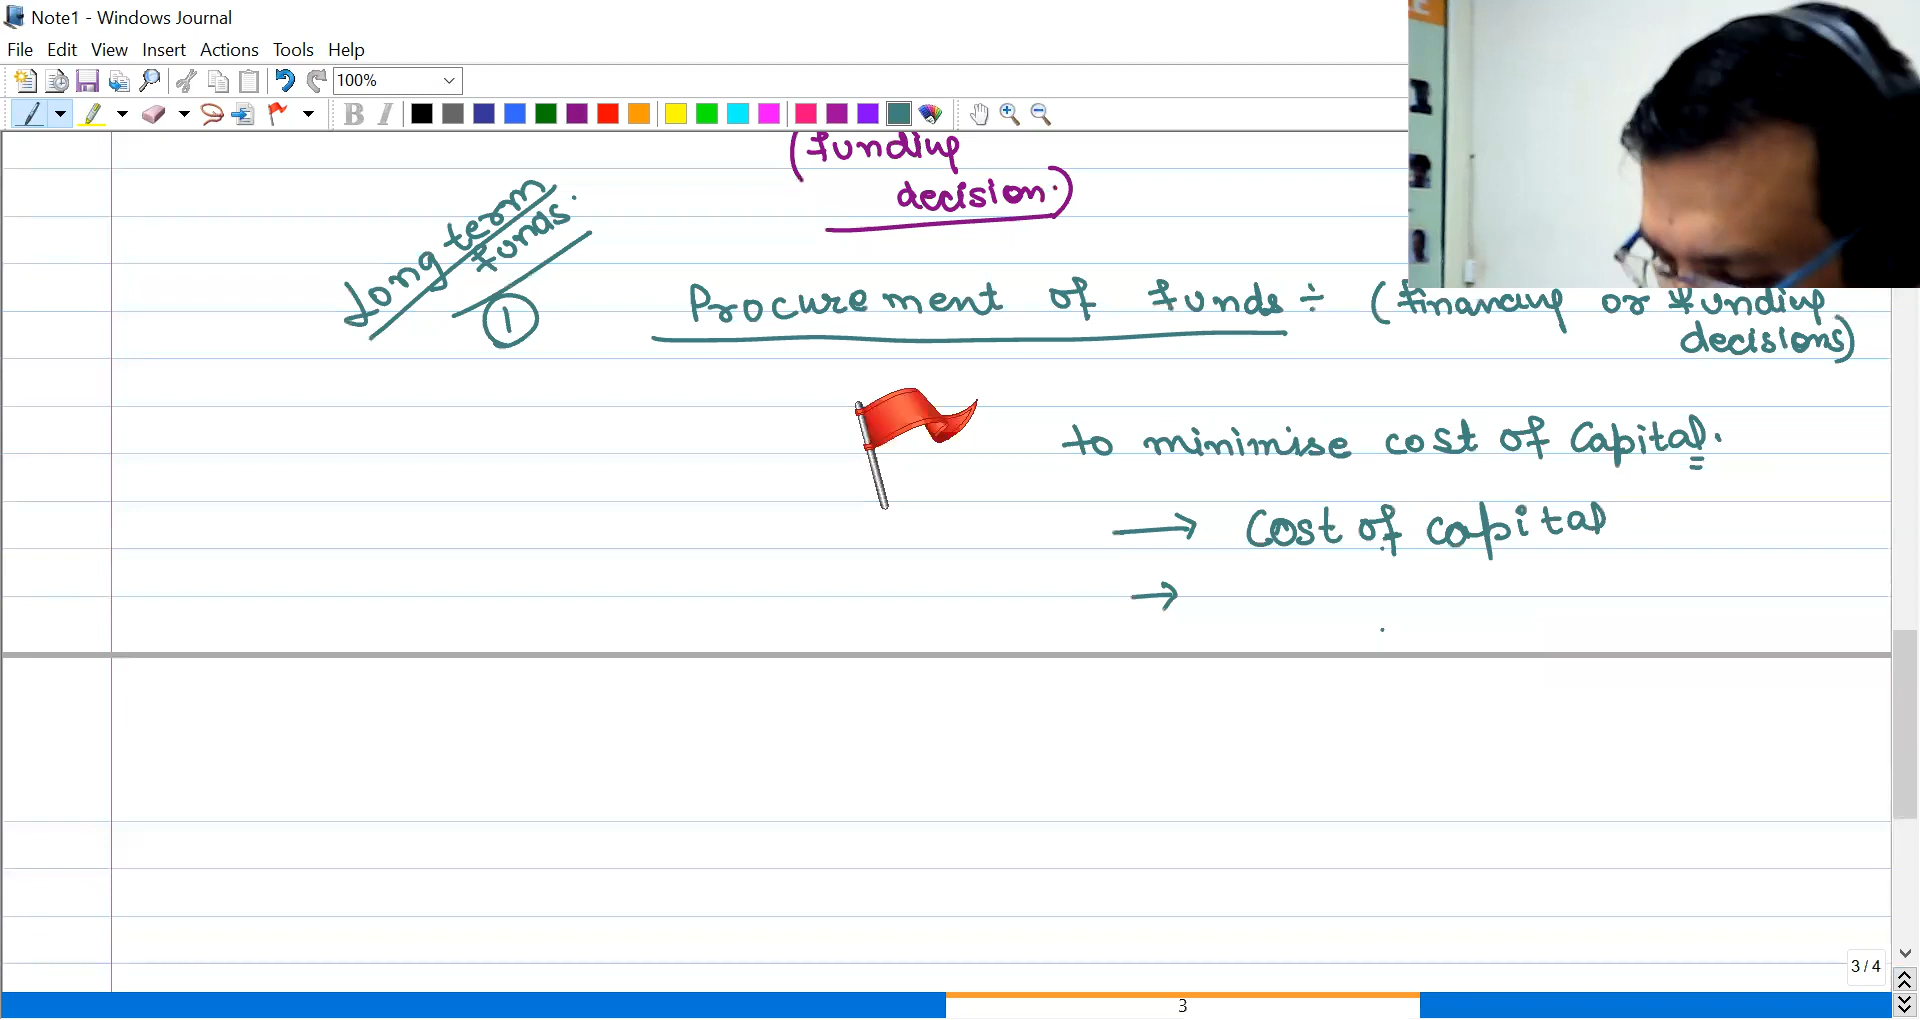 Note1 - Windows Journal
File Edit View Insert Actions Tools Help
100%
B I
(funding
decision.)
Long term
funds.
1
Procurement of funds ÷ (financing or funding
decisions)
to minimise cost of capital.
→ Cost of capital
→
3 / 4
3